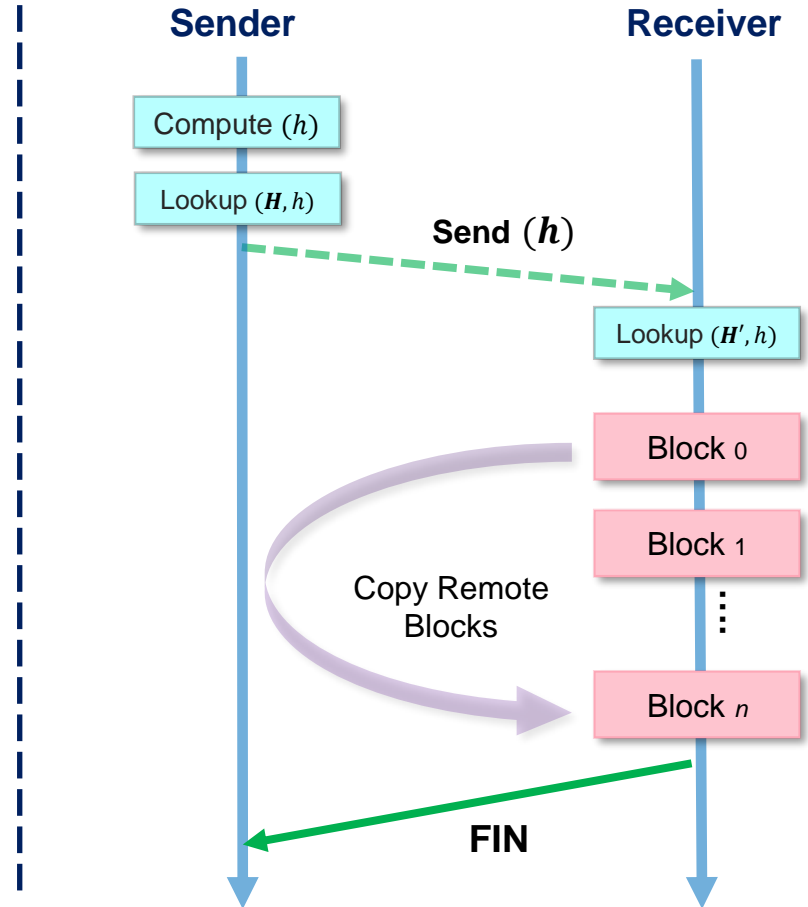 Sender
Receiver
Compute (h)
Lookup (H, h)
Send (h)
Lookup (H′, h)
Block 0
Block 1
Copy Remote
Blocks
Block n
FIN